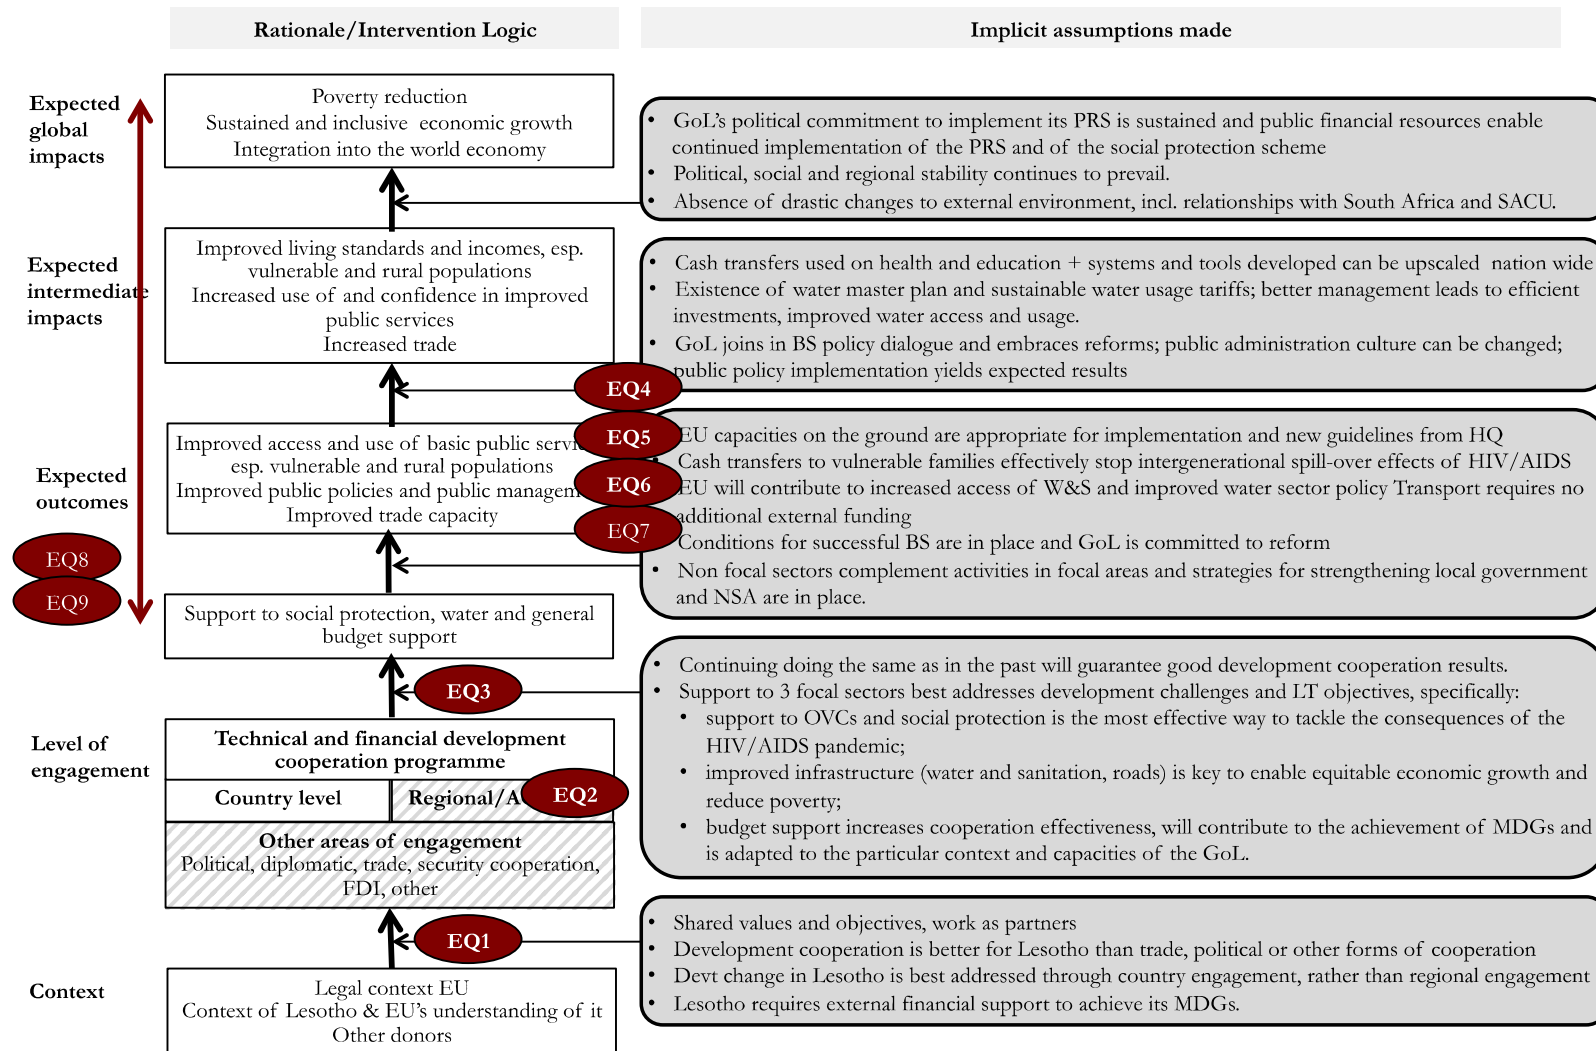 Rationale/Intervention Logic
Implicit assumptions made
Expected
global
impacts
Poverty reduction
Sustained and inclusive economic growth
Integration into the world economy
• GoL's political commitment to implement its PRS is sustained and public financial resources enable
continued implementation of the PRS and of the social protection scheme
• Political, social and regional stability continues to prevail.
• Absence of drastic changes to external environment, incl. relationships with South Africa and SACU.
Expected
intermediate
impacts
Improved living standards and incomes, esp.
vulnerable and rural populations
Increased use of and confidence in improved
public services
Increased trade
• Cash transfers used on health and education + systems and tools developed can be upscaled nation wide
• Existence of water master plan and sustainable water usage tariffs; better management leads to efficient
investments, improved water access and usage.
• GoL joins in BS policy dialogue and embraces reforms; public administration culture can be changed;
public policy implementation yields expected results
EQ4
EQ5
EQ6
EQ7
Expected
outcomes
EQ8
EQ9
Improved access and use of basic public servi
esp. vulnerable and rural populations
Improved public policies and public managem
Improved trade capacity
EU capacities on the ground are appropriate for implementation and new guidelines from HQ
Cash transfers to vulnerable families effectively stop intergenerational spill-over effects of HIV/AIDS
EU will contribute to increased access of W&S and improved water sector policy Transport requires no
additional external funding
Conditions for successful BS are in place and GoL is committed to reform
• Non focal sectors complement activities in focal areas and strategies for strengthening local government
and NSA are in place.
Support to social protection, water and general
budget support
EQ3
• Continuing doing the same as in the past will guarantee good development cooperation results.
• Support to 3 focal sectors best addresses development challenges and LT objectives, specifically:
• support to OVCs and social protection is the most effective way to tackle the consequences of the
HIV/AIDS pandemic;
• improved infrastructure (water and sanitation, roads) is key to enable equitable economic growth and
reduce poverty;
• budget support increases cooperation effectiveness, will contribute to the achievement of MDGs and
is adapted to the particular context and capacities of the GoL.
Level of
engagement
Technical and financial development
cooperation programme
Country level
Regional/A
EQ2
Other areas of engagement
Political, diplomatic, trade, security cooperation,
FDI, other
EQ1
• Shared values and objectives, work as partners
• Development cooperation is better for Lesotho than trade, political or other forms of cooperation
• Devt change in Lesotho is best addressed through country engagement, rather than regional engagement
• Lesotho requires external financial support to achieve its MDGs.
Context
Legal context EU
Context of Lesotho & EU's understanding of it
Other donors